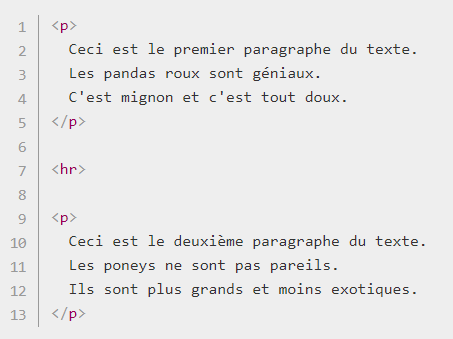 1 <p>
2 Ceci est le premier paragraphe du texte.
3 Les pandas roux sont géniaux.
4 C'est mignon et c'est tout doux.
5 </p>
6
7 <hr>
8
9 <p>
10 Ceci est le deuxième paragraphe du texte.
11 Les poneys ne sont pas pareils.
12 Ils sont plus grands et moins exotiques.
13 </p>